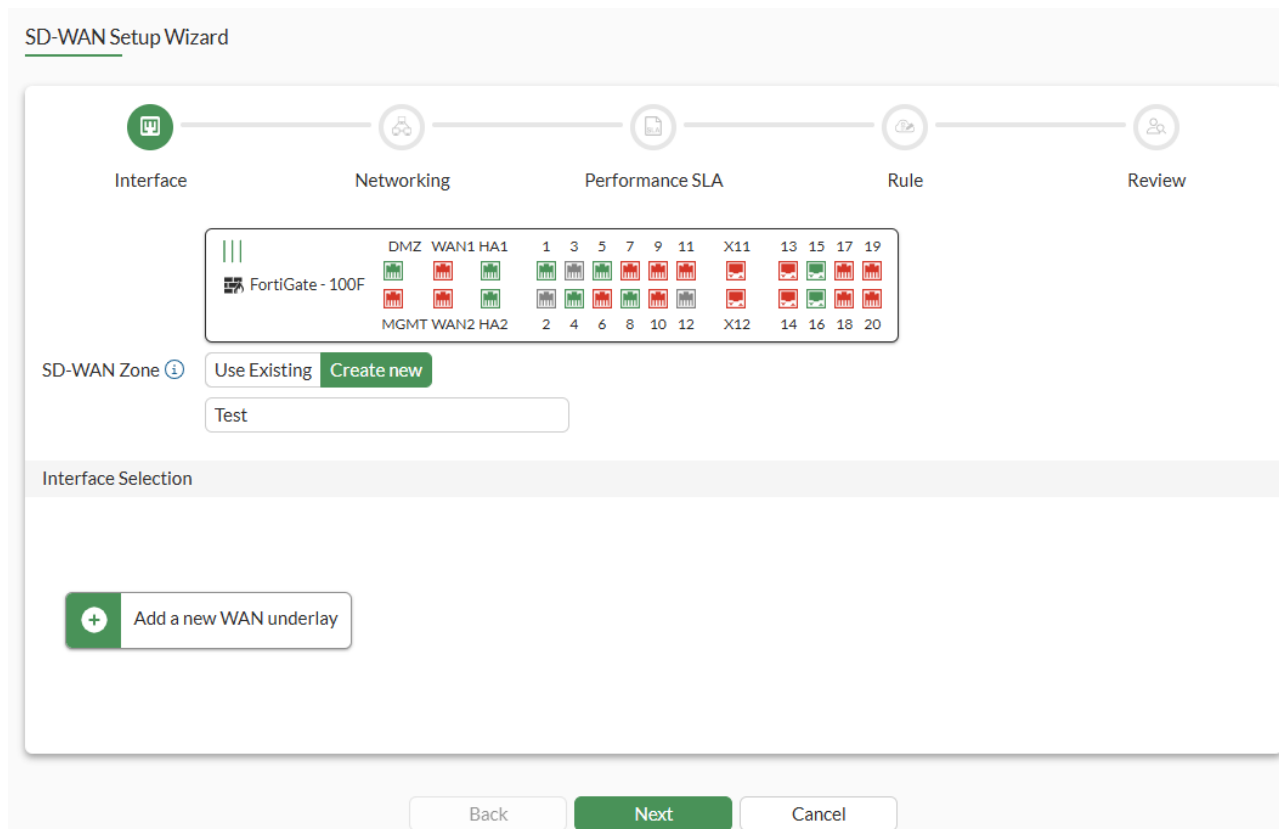 SD-WAN Setup Wizard
Interface
Networking
Performance SLA
Rule
Review
DMZ WAN1 HA1 1 3 5 7 9 11 X11 13 15 17 19
FortiGate - 100F
MGMT WAN2 HA2 2 4 6 8 10 12 X12 14 16 18 20
SD-WAN Zone
Use Existing
Create new
Test
Interface Selection
Add a new WAN underlay
Back
Next
Cancel